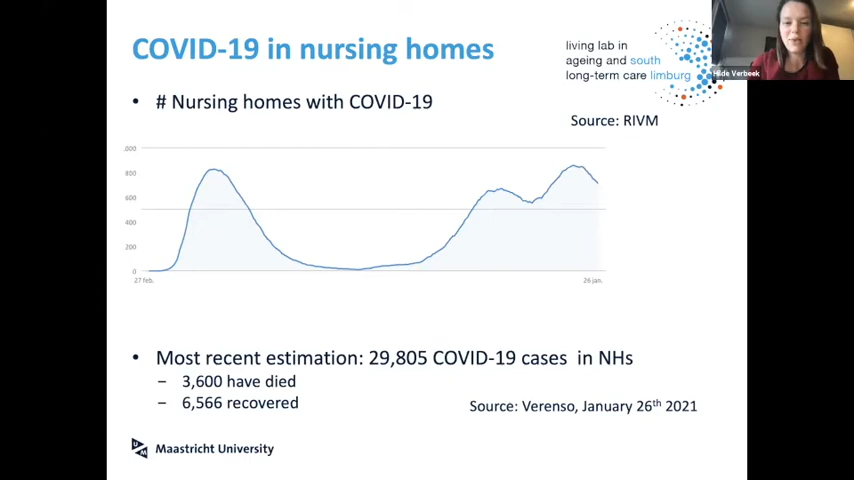 COVID-19 in nursing homes
living lab in
ageing and south
long-term care limburg
Hilde Verbeek
• # Nursing homes with COVID-19
Source: RIVM
.000
800
600
400
200
0
27 feb.
26 jan.
• Most recent estimation: 29,805 COVID-19 cases in NHs
– 3,600 have died
– 6,566 recovered
Source: Verenso, January 26th 2021
UM
Maastricht University